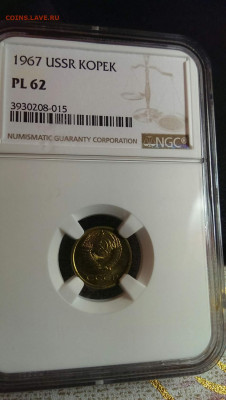 COINS.LAVE.RU
1967 USSR KOPEK
PL 62
3930208-015
NUMISMATIC GUARANTY CORPORATION
NGC